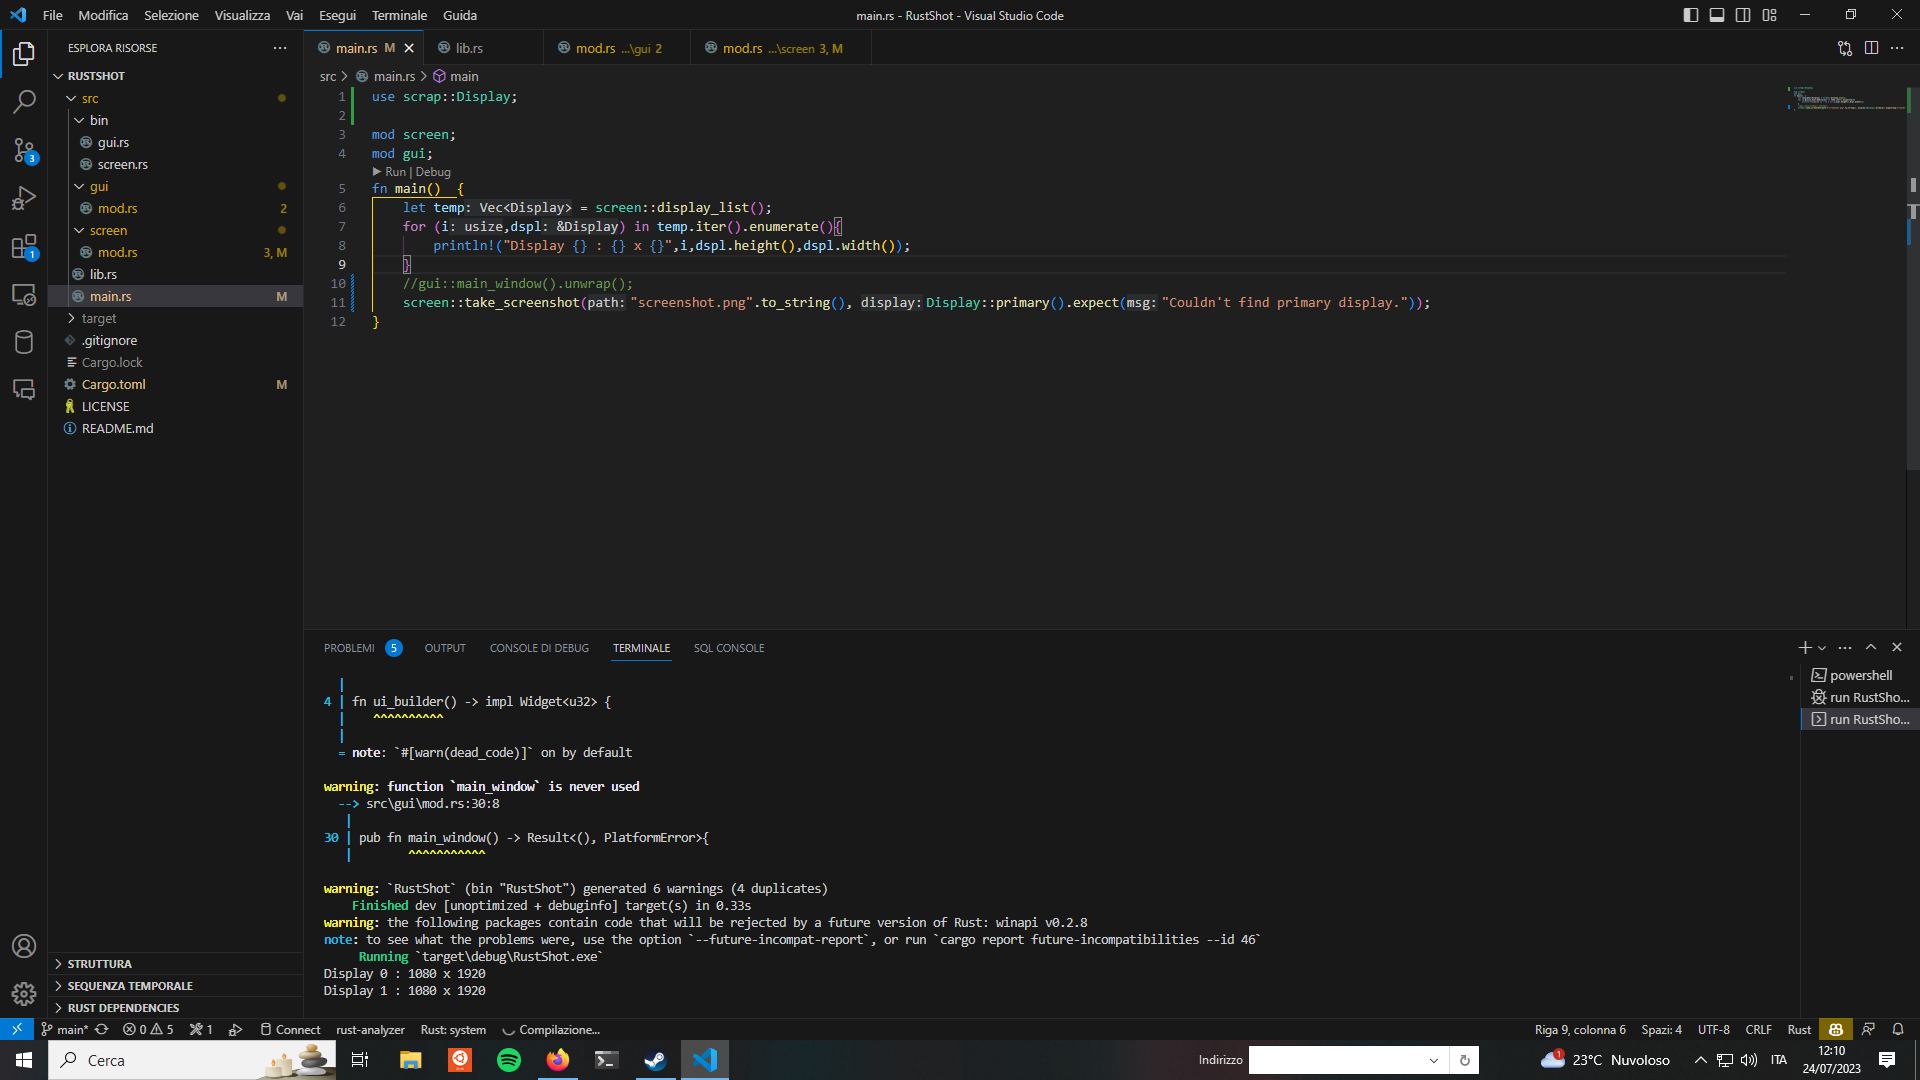 File Modifica Selezione Visualizza Vai Esegui Terminale Guida
main.rs - RustShot - Visual Studio Code
ESPLORA RISORSE
RUSTSHOT
src
bin
gui.rs
screen.rs
gui
mod.rs 2
screen
mod.rs 3, M
lib.rs
main.rs M
target
.gitignore
Cargo.lock
Cargo.toml M
LICENSE
README.md
STRUTTURA
SEQUENZA TEMPORALE
RUST DEPENDENCIES
3
1
main.rs M
lib.rs
mod.rs ...\gui 2
mod.rs ...\screen 3, M
src > main.rs > main
1 use scrap::Display;
2
3 mod screen;
4 mod gui;
Run | Debug
5 fn main()  {
6 let temp: Vec<Display> = screen::display_list();
7 for (i: usize,dspl: &Display) in temp.iter().enumerate(){
8 println!("Display {} : {} x {}",i,dspl.height(),dspl.width());
9 }
10 //gui::main_window().unwrap();
11 screen::take_screenshot(path: "screenshot.png".to_string(), display: Display::primary().expect(msg: "Couldn't find primary display."));
12 }
PROBLEMI 5 OUTPUT CONSOLE DI DEBUG TERMINALE SQL CONSOLE
|
4 | fn ui_builder() -> impl Widget<u32> {
| ^^^^^^^^^^
|
= note: `#[warn(dead_code)]` on by default
warning: function `main_window` is never used
--> src\gui\mod.rs:30:8
|
30 | pub fn main_window() -> Result<(), PlatformError>{
| ^^^^^^^^^^^
warning: `RustShot` (bin "RustShot") generated 6 warnings (4 duplicates)
Finished dev [unoptimized + debuginfo] target(s) in 0.33s
warning: the following packages contain code that will be rejected by a future version of Rust: winapi v0.2.8
note: to see what the problems were, use the option `--future-incompat-report`, or run `cargo report future-incompatibilities --id 46`
Running `target\debug\RustShot.exe`
Display 0 : 1080 x 1920
Display 1 : 1080 x 1920
powershell
run RustSho...
run RustSho...
main* 0 5 1 Connect rust-analyzer Rust: system Compilazione...
Riga 9, colonna 6 Spazi: 4 UTF-8 CRLF Rust
Cerca
Indirizzo
1 23°C Nuvoloso
ITA
12:10
24/07/2023